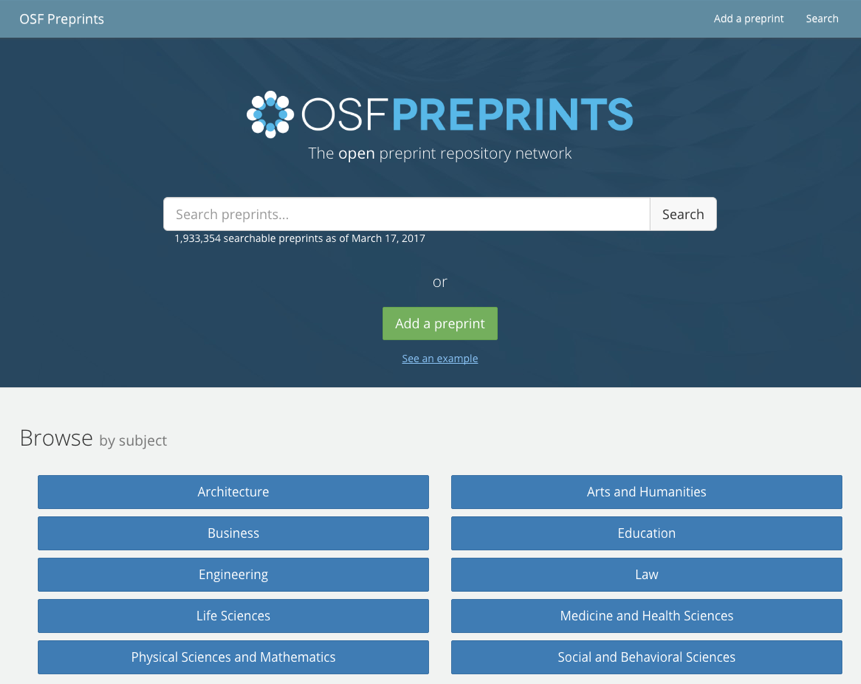 OSF Preprints Add a preprint Search
OSFPREPRINTS
The open preprint repository network
Search preprints... Search
1,933,354 searchable preprints as of March 17, 2017
or
Add a preprint
See an example
Browse by subject
Architecture Arts and Humanities
Business Education
Engineering Law
Life Sciences Medicine and Health Sciences
Physical Sciences and Mathematics Social and Behavioral Sciences